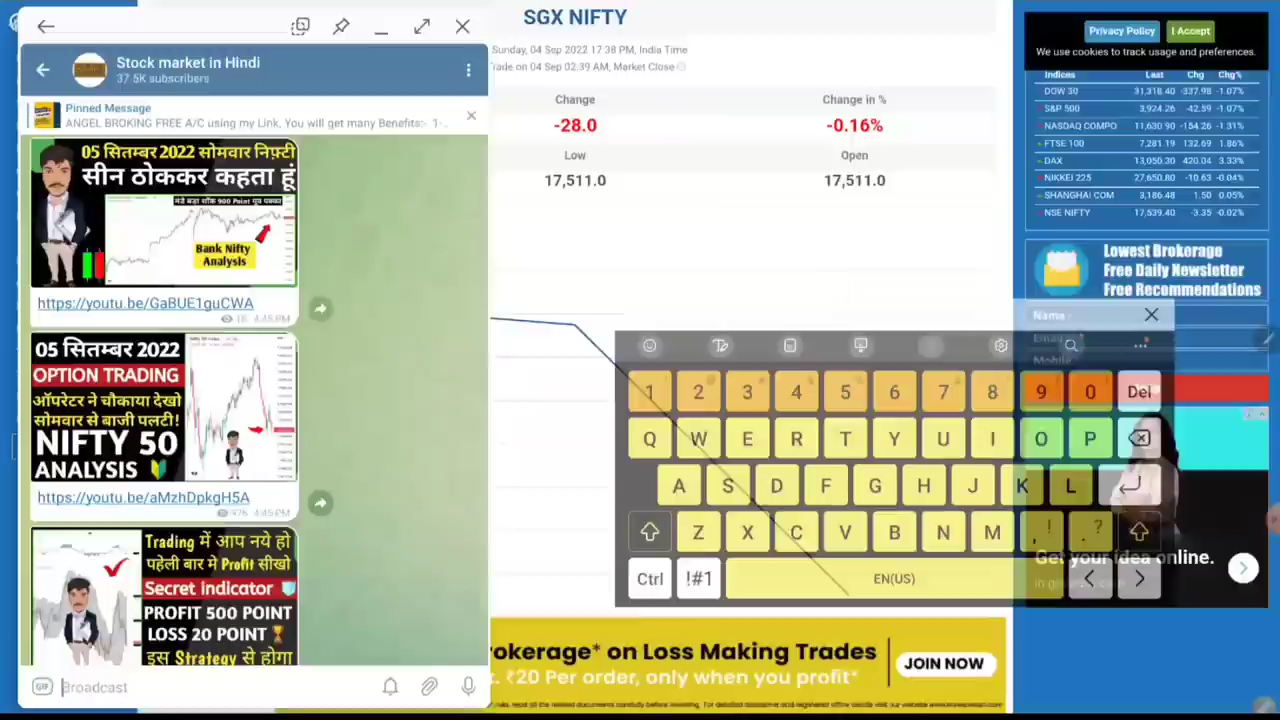 Stock market in Hindi
37.5K subscribers
Pinned Message
ANGEL BROKING FREE A/C using my Link, You will get many Benefits:- 1-...
05 सितम्बर 2022 सोमवार निफ़्टी
सीन ठोककर कहता हूं
Bank Nifty
Analysis
https://youtu.be/GaBUE1guCWA
4:45 PM
05 सितम्बर 2022
OPTION TRADING
ऑपरेटर ने चौकाया देखो
सोमवार से बाजी पलटी!
NIFTY 50
ANALYSIS
https://youtu.be/aMzhDpkgH5A
976 4:45 PM
Trading में आप नये हो
पहेली बार मे Profit सीखो
Secret indicator
PROFIT 500 POINT
LOSS 20 POINT
इस Strategy से होगा
GIF Broadcast
SGX NIFTY
Sunday, 04 Sep 2022 17:38 PM, India Time
rade on 04 Sep 02:39 AM, Market Close
Change Change in %
-28.0 -0.16%
Low Open
17,511.0 17,511.0
Privacy Policy I Accept
We use cookies to track usage and preferences.
Indices Last Chg Chg%
DOW 30 31,318.40 -337.98 -1.07%
S&P 500 3,924.26 -42.59 -1.07%
NASDAQ COMPO 11,630.90 -154.26 -1.31%
FTSE 100 7,281.19 132.69 1.86%
DAX 13,050.30 420.04 3.33%
NIKKEI 225 27,650.80 -10.63 -0.04%
SHANGHAI COM 3,186.48 1.50 0.05%
NSE NIFTY 17,539.40 -3.35 -0.02%
Lowest Brokerage
Free Daily Newsletter
Free Recommendations
Name
Email
Mobile
1 2 3 4 5 6 7 8 9 0 Del
Q W E R T Y U I O P
A S D F G H J K L
Z X C V B N M , ! . ?
Ctrl !#1 EN(US) < >
Get your idea online.
rokerage* on Loss Making Trades
t. ₹20 Per order, only when you profit*
JOIN NOW